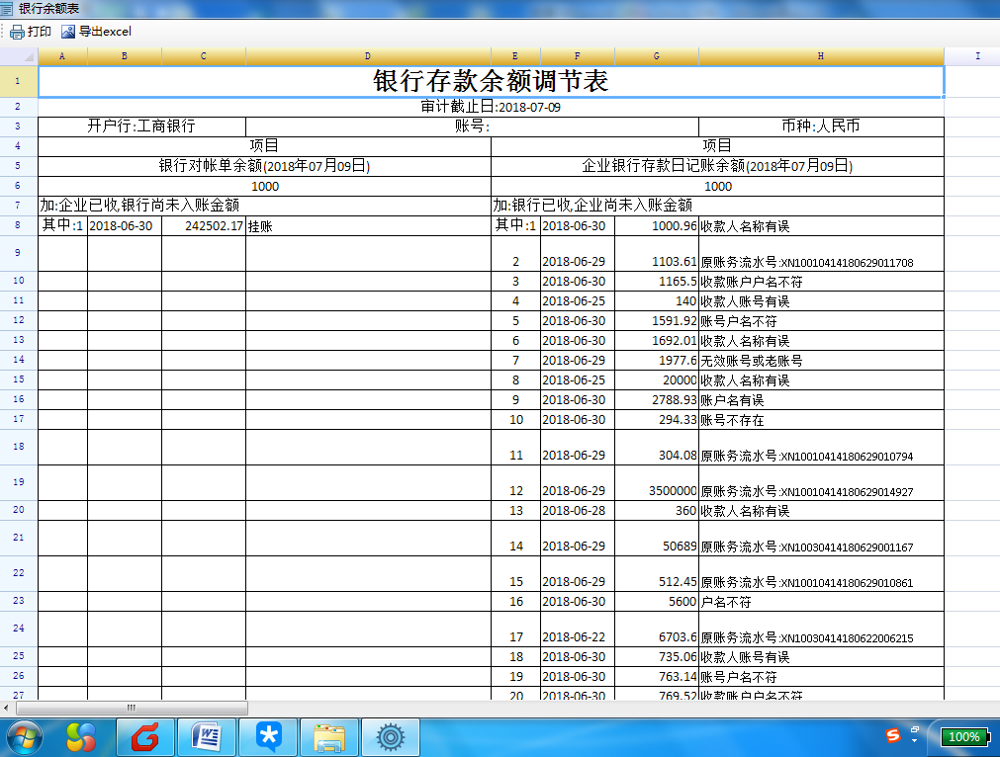 银行余额表
打印 导出excel
A B C D E F G H I
1 银行存款余额调节表
2 审计截止日:2018-07-09
3 开户行:工商银行 账号: 币种:人民币
4 项目 项目
5 银行对帐单余额(2018年07月09日) 企业银行存款日记账余额(2018年07月09日)
6 1000 1000
7 加:企业已收,银行尚未入账金额 加:银行已收,企业尚未入账金额
8 其中:1 2018-06-30 242502.17 挂账 其中:1 2018-06-30 1000.96 收款人名称有误
9 2 2018-06-29 1103.61 原账务流水号:XN10010414180629011708
10 3 2018-06-30 1165.5 收款账户户名不符
11 4 2018-06-25 140 收款人账号有误
12 5 2018-06-30 1591.92 账号户名不符
13 6 2018-06-30 1692.01 收款人名称有误
14 7 2018-06-29 1977.6 无效账号或老账号
15 8 2018-06-25 20000 收款人名称有误
16 9 2018-06-30 2788.93 账户名有误
17 10 2018-06-30 294.33 账号不存在
18 11 2018-06-29 304.08 原账务流水号:XN10010414180629010794
19 12 2018-06-29 3500000 原账务流水号:XN10010414180629014927
20 13 2018-06-28 360 收款人名称有误
21 14 2018-06-29 50689 原账务流水号:XN10030414180629001167
22 15 2018-06-29 512.45 原账务流水号:XN10010414180629010861
23 16 2018-06-30 5600 户名不符
24 17 2018-06-22 6703.6 原账务流水号:XN10030414180622006215
25 18 2018-06-30 735.06 收款人账号有误
26 19 2018-06-30 763.14 账号户名不符
27 20 2018-06-30 769.52 收款账户户名不符
100%